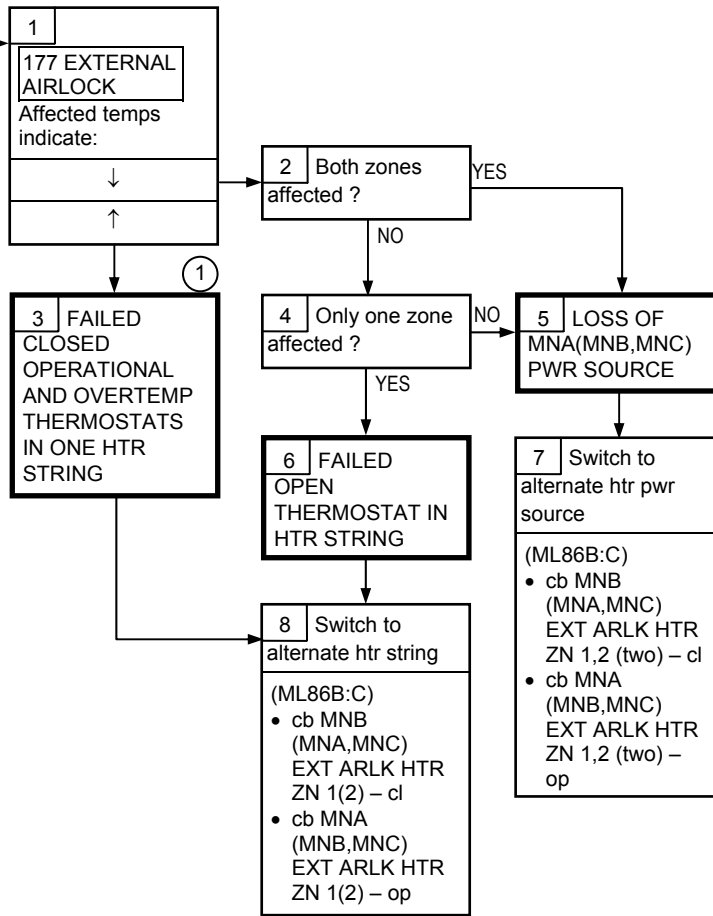 1
177 EXTERNAL
AIRLOCK
Affected temps
indicate:
↓
↑
2 Both zones
affected ?
YES
NO
1
3 FAILED
CLOSED
OPERATIONAL
AND OVERTEMP
THERMOSTATS
IN ONE HTR
STRING
4 Only one zone
affected ?
NO
YES
5 LOSS OF
MNA(MNB,MNC)
PWR SOURCE
6 FAILED
OPEN
THERMOSTAT IN
HTR STRING
7 Switch to
alternate htr pwr
source
(ML86B:C)
• cb MNB
(MNA,MNC)
EXT ARLK HTR
ZN 1,2 (two) – cl
• cb MNA
(MNB,MNC)
EXT ARLK HTR
ZN 1,2 (two) –
op
8 Switch to
alternate htr string
(ML86B:C)
• cb MNB
(MNA,MNC)
EXT ARLK HTR
ZN 1(2) – cl
• cb MNA
(MNB,MNC)
EXT ARLK HTR
ZN 1(2) – op